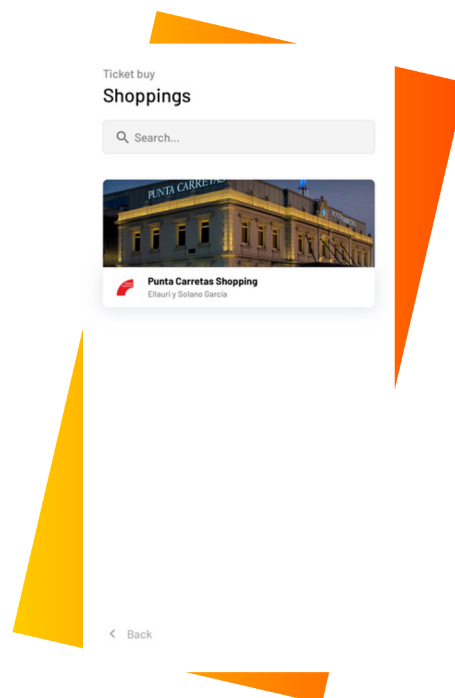 Ticket buy
Shoppings
Search...
PUNTA CARRETAS
Punta Carretas Shopping
Ellauri y Solano García
Back